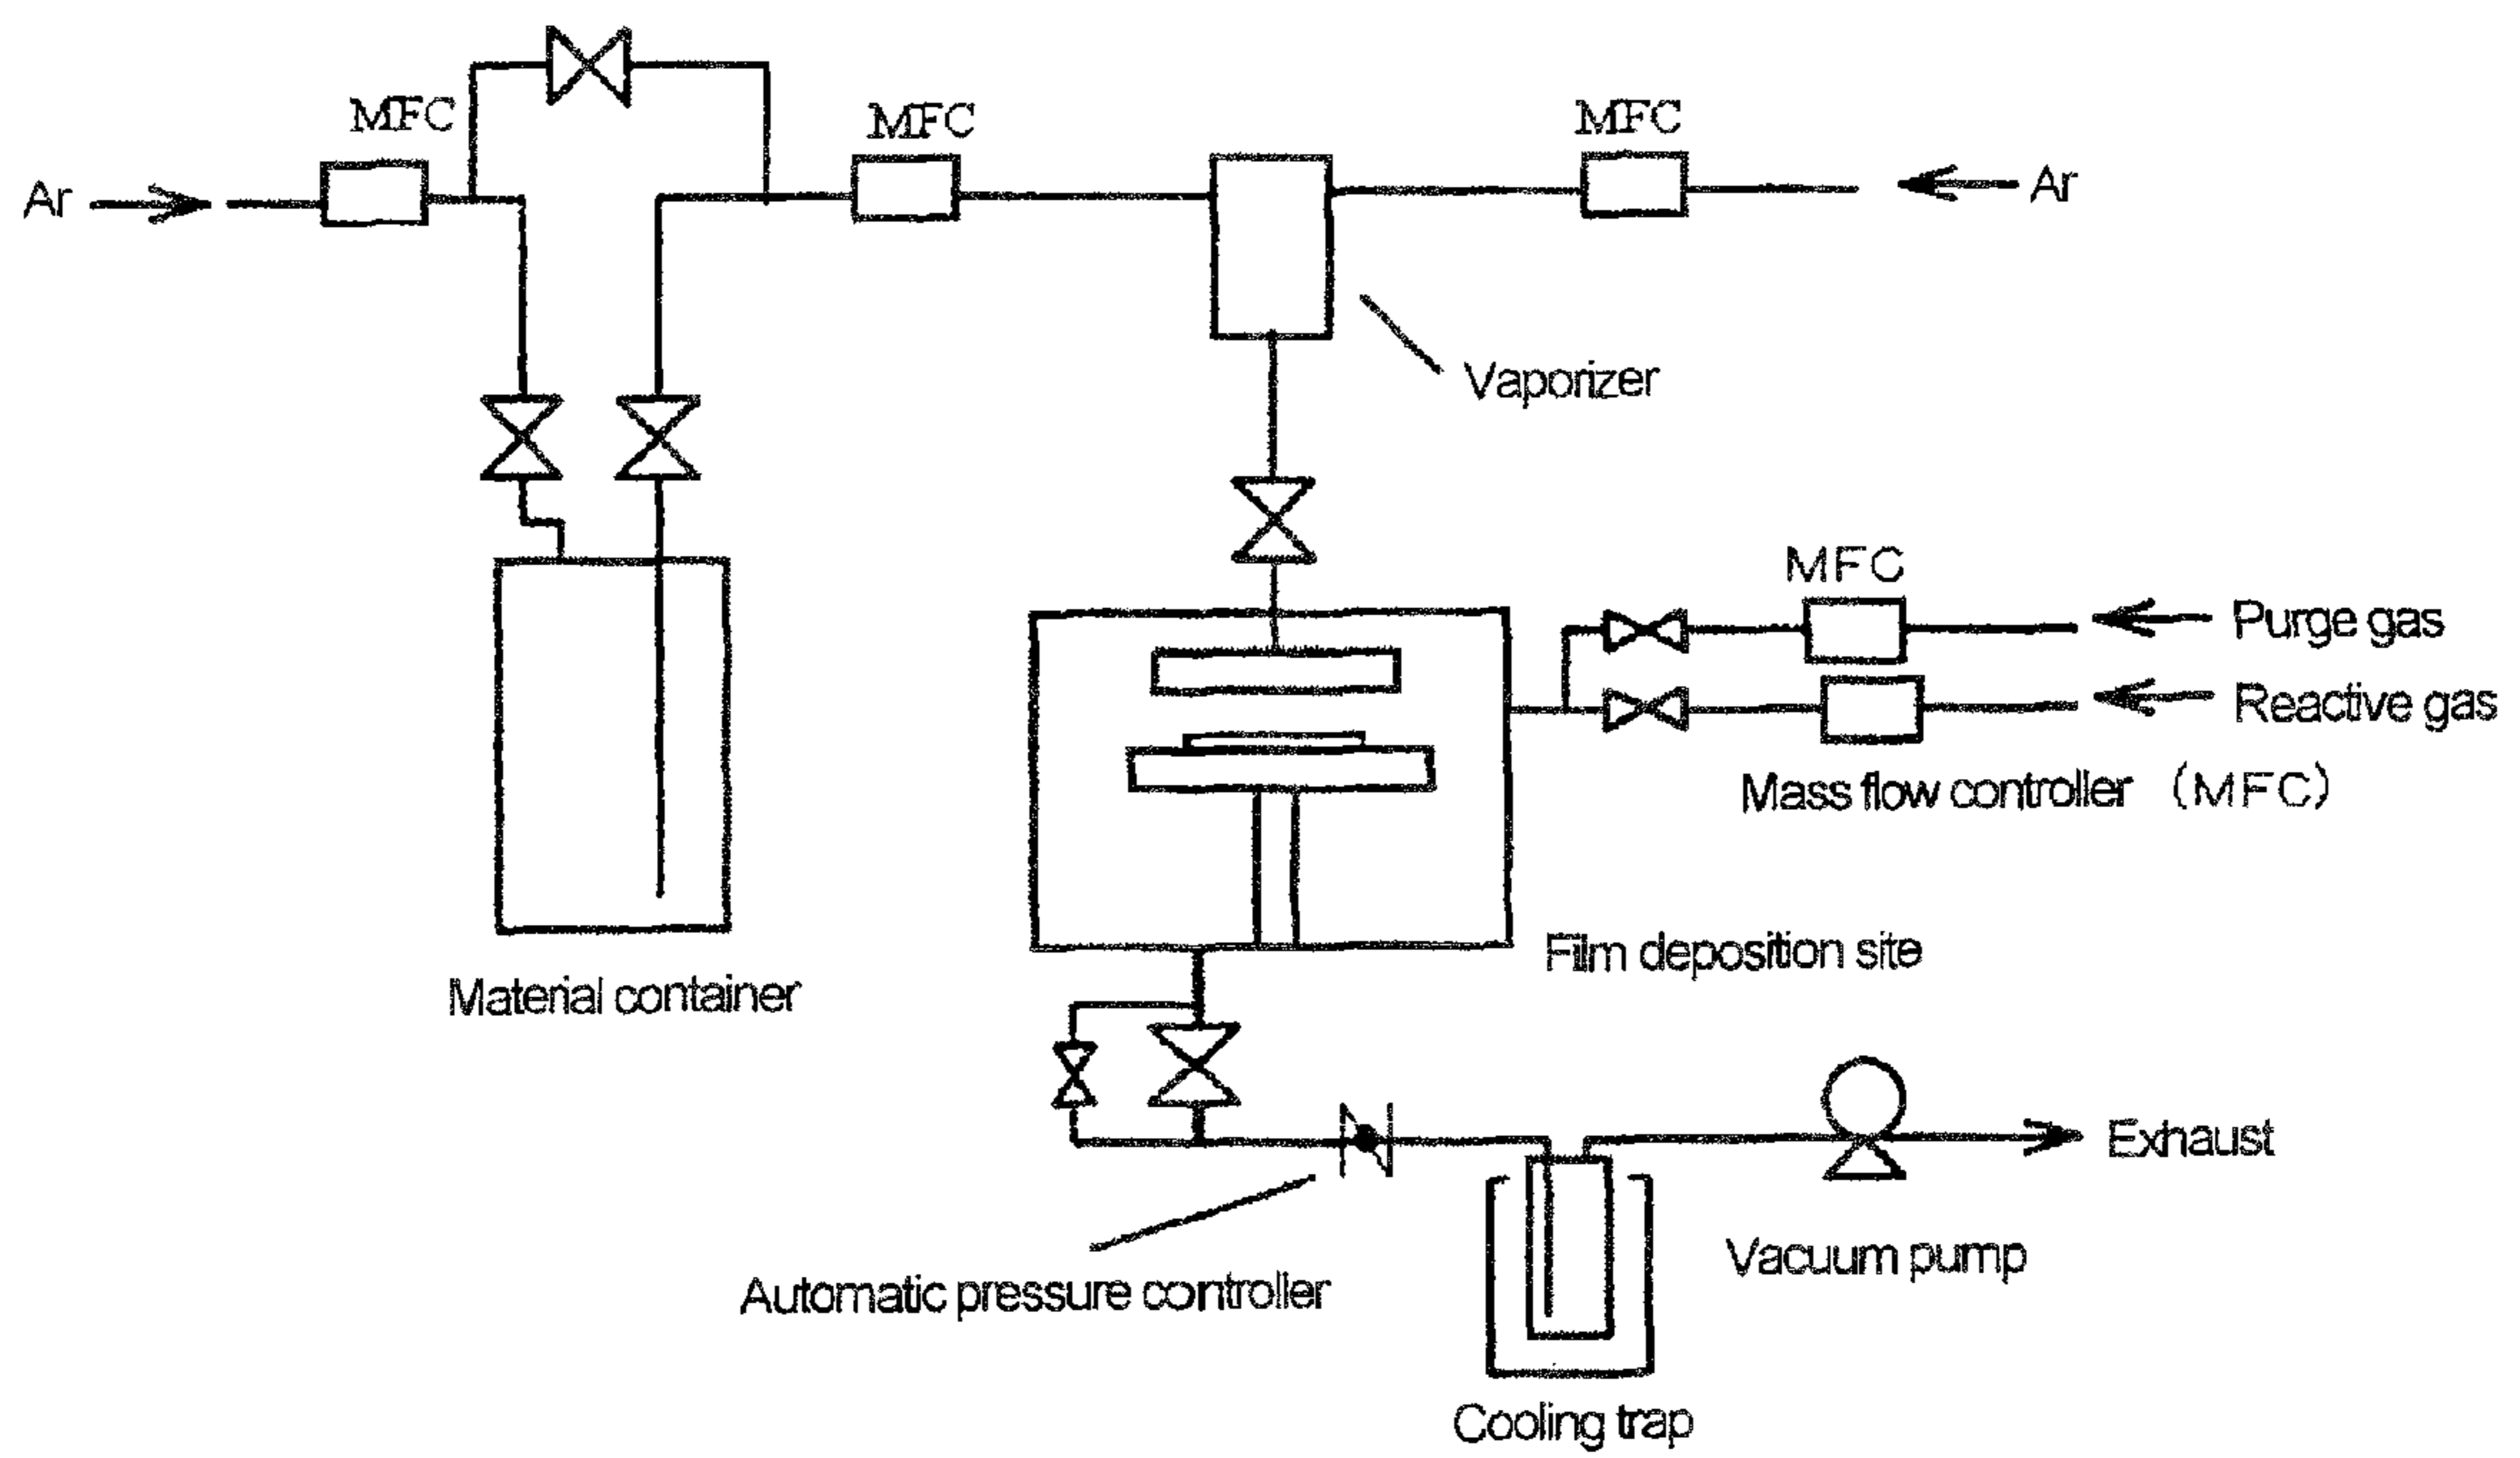 MFC
MFC
MFC
Ar
Ar
Vaporizer
MFC
Purge gas
Reactive gas
Mass flow controller (MFC)
Film deposition site
Material container
Exhaust
Vacuum pump
Automatic pressure controller
Cooling trap